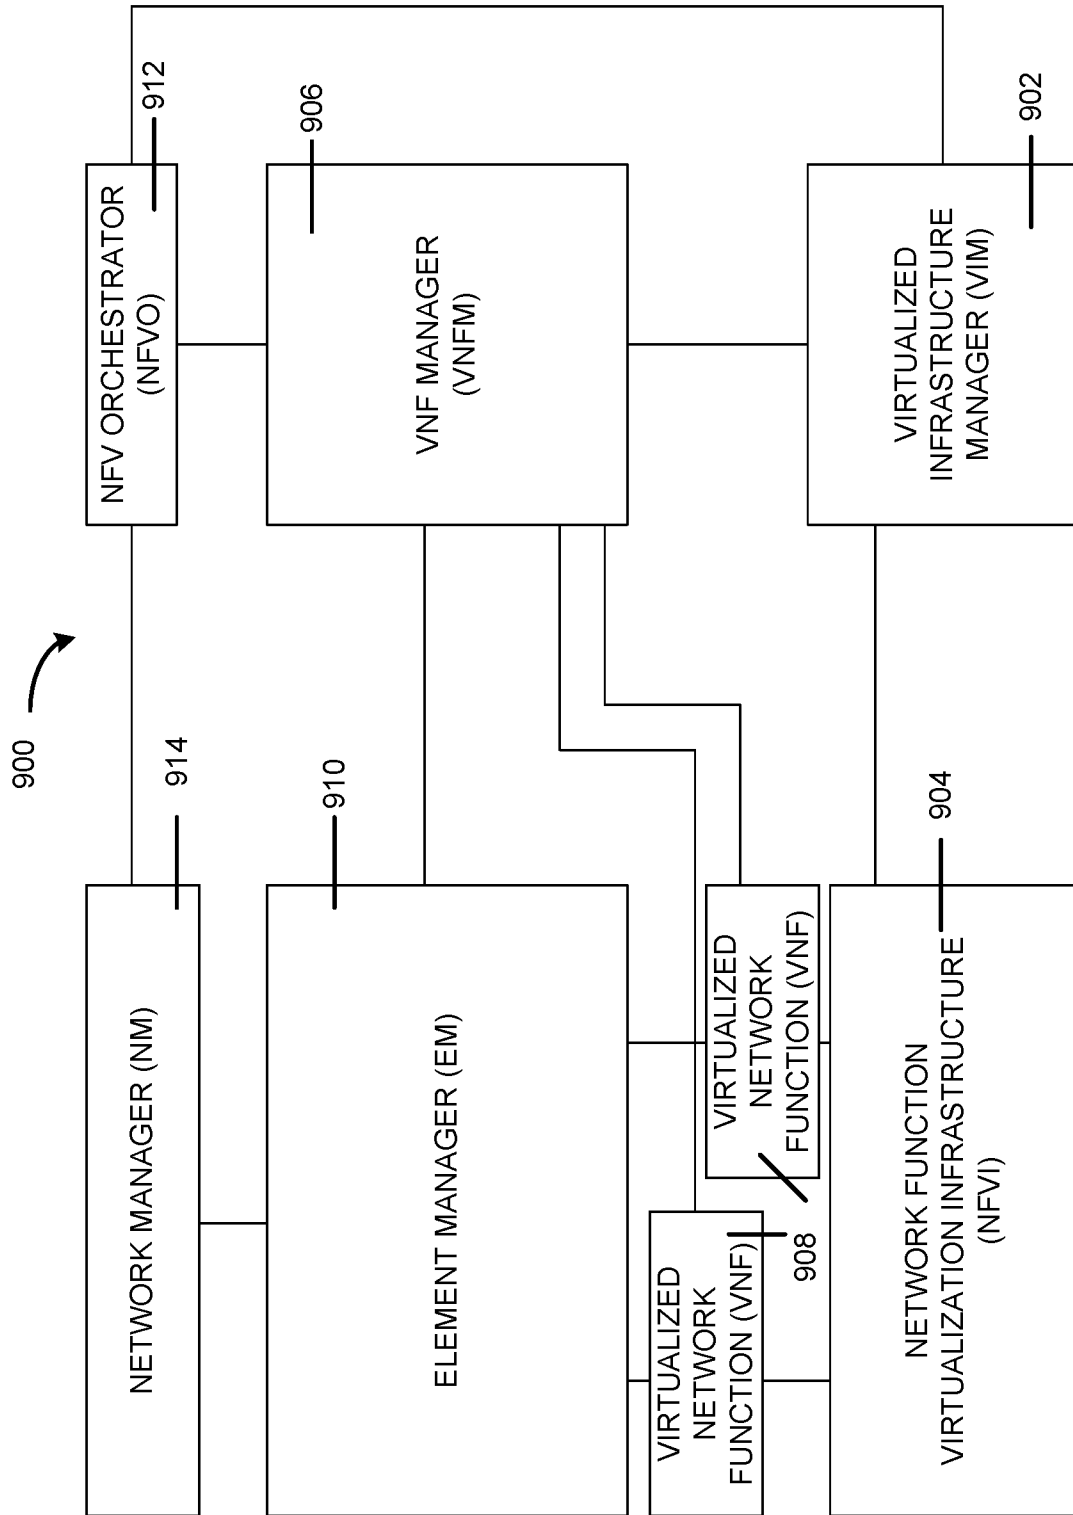 900
NETWORK MANAGER (NM)
914
NFV ORCHESTRATOR
(NFVO)
912
ELEMENT MANAGER (EM)
910
VNF MANAGER
(VNFM)
906
VIRTUALIZED
NETWORK
FUNCTION (VNF)
VIRTUALIZED
NETWORK
FUNCTION (VNF)
908
NETWORK FUNCTION
VIRTUALIZATION INFRASTRUCTURE
(NFVI)
904
VIRTUALIZED
INFRASTRUCTURE
MANAGER (VIM)
902